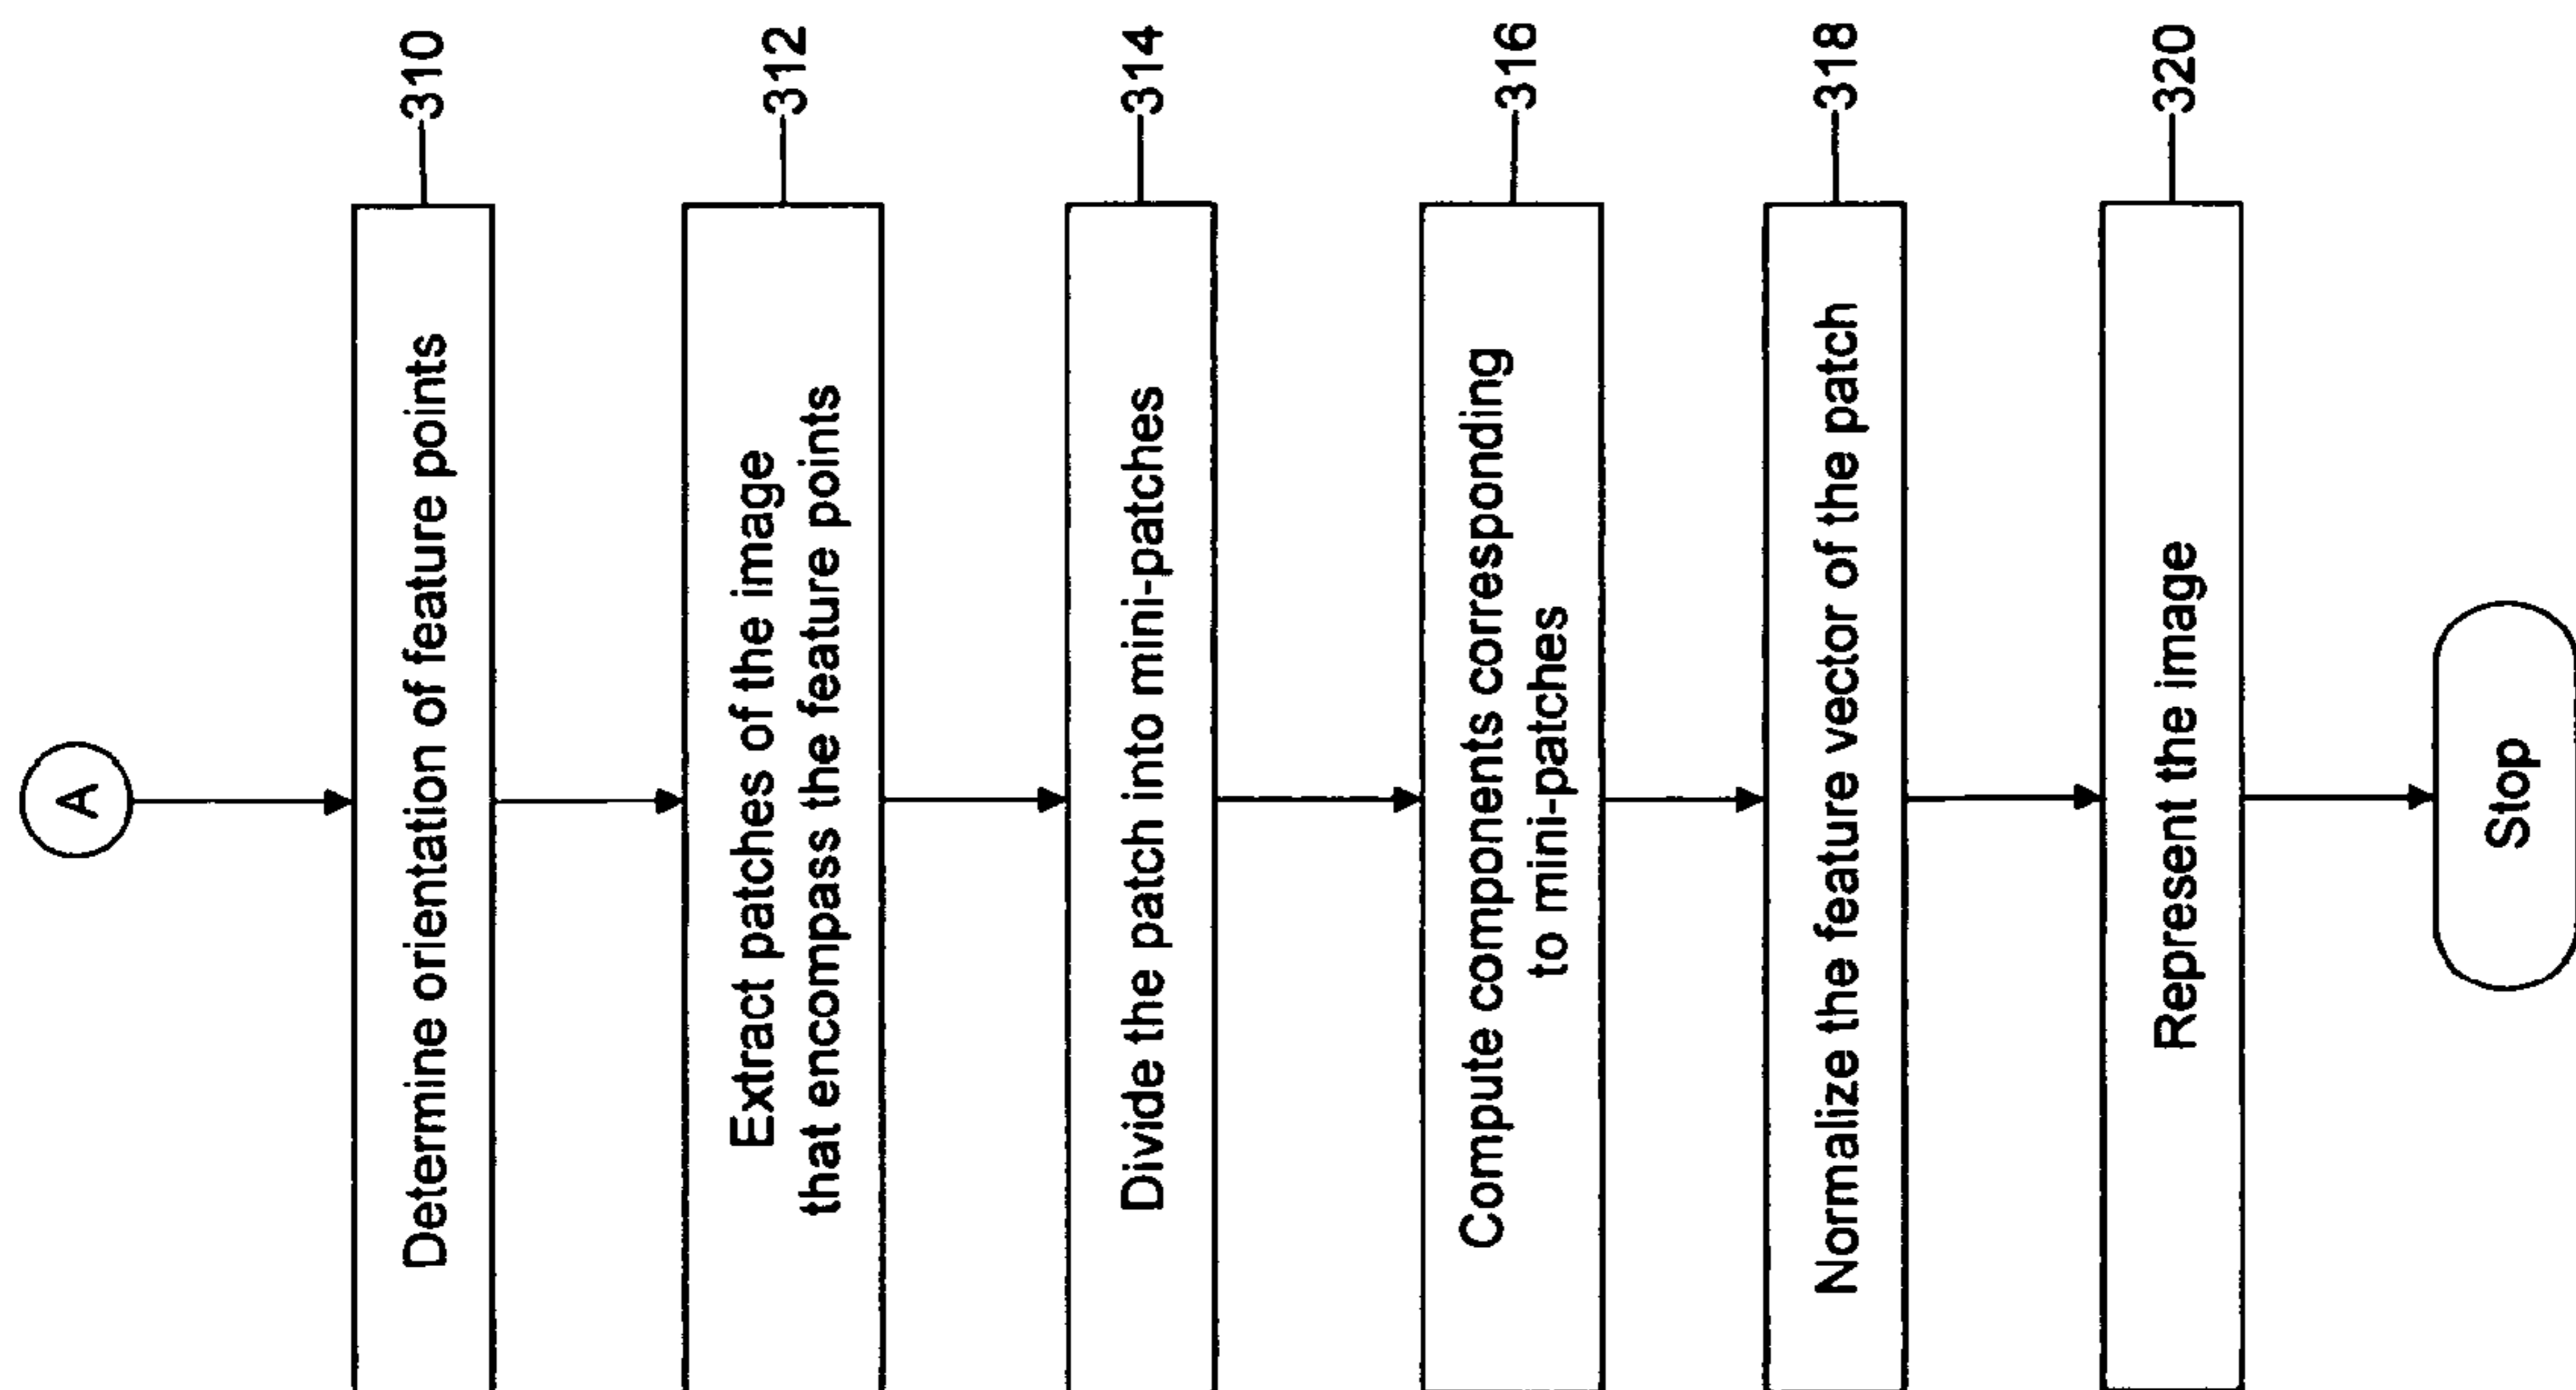 A
Determine orientation of feature points
310
Extract patches of the image
that encompass the feature points
312
Divide the patch into mini-patches
314
Compute components corresponding
to mini-patches
316
Normalize the feature vector of the patch
318
Represent the image
320
Stop